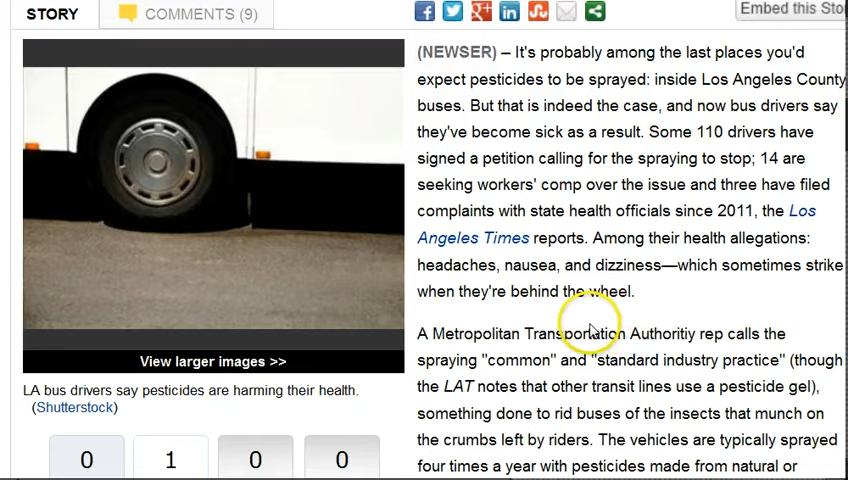 STORY
COMMENTS (9)
Embed this Sto
(NEWSER) – It's probably among the last places you'd
expect pesticides to be sprayed: inside Los Angeles County
buses. But that is indeed the case, and now bus drivers say
they've become sick as a result. Some 110 drivers have
signed a petition calling for the spraying to stop; 14 are
seeking workers' comp over the issue and three have filed
complaints with state health officials since 2011, the Los
Angeles Times reports. Among their health allegations:
headaches, nausea, and dizziness—which sometimes strike
when they're behind the wheel.
A Metropolitan Transportation Authoritiy rep calls the
spraying "common" and "standard industry practice" (though
the LAT notes that other transit lines use a pesticide gel),
something done to rid buses of the insects that munch on
the crumbs left by riders. The vehicles are typically sprayed
four times a year with pesticides made from natural or
View larger images >>
LA bus drivers say pesticides are harming their health.
(Shutterstock)
0
1
0
0